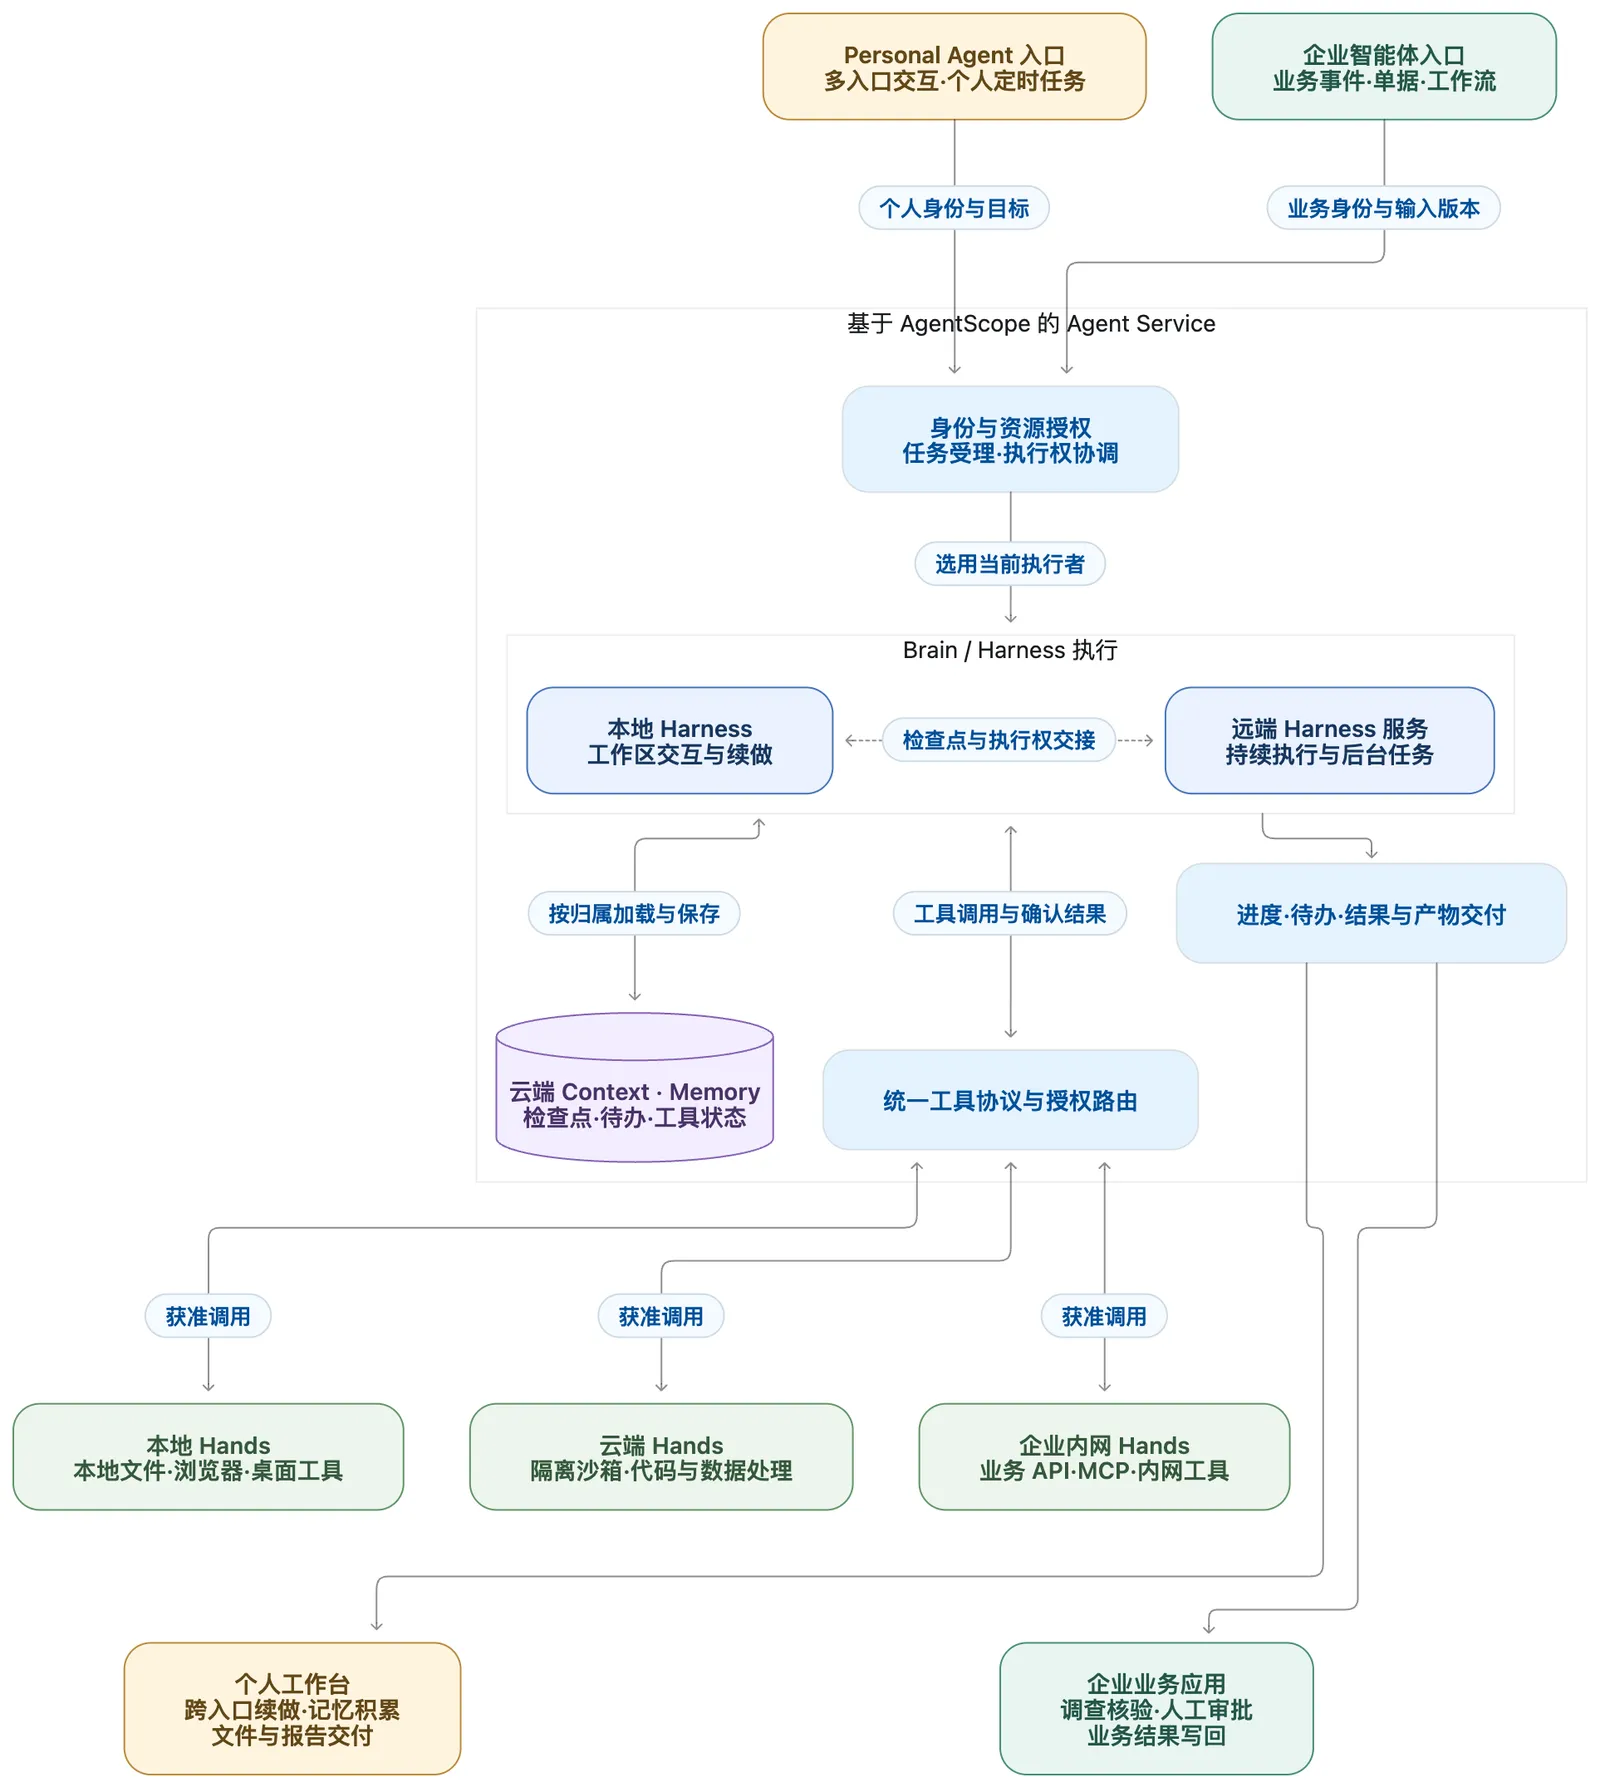 Personal Agent 入口
多入口交互·个人定时任务
企业智能体入口
业务事件·单据·工作流
个人身份与目标
业务身份与输入版本
基于 AgentScope 的 Agent Service
身份与资源授权
任务受理·执行权协调
选用当前执行者
Brain / Harness 执行
本地 Harness
工作区交互与续做
检查点与执行权交接
远端 Harness 服务
持续执行与后台任务
按归属加载与保存
工具调用与确认结果
进度·待办·结果与产物交付
云端 Context · Memory
检查点·待办·工具状态
统一工具协议与授权路由
获准调用
获准调用
获准调用
本地 Hands
本地文件·浏览器·桌面工具
云端 Hands
隔离沙箱·代码与数据处理
企业内网 Hands
业务 API·MCP·内网工具
个人工作台
跨入口续做·记忆积累
文件与报告交付
企业业务应用
调查核验·人工审批
业务结果写回